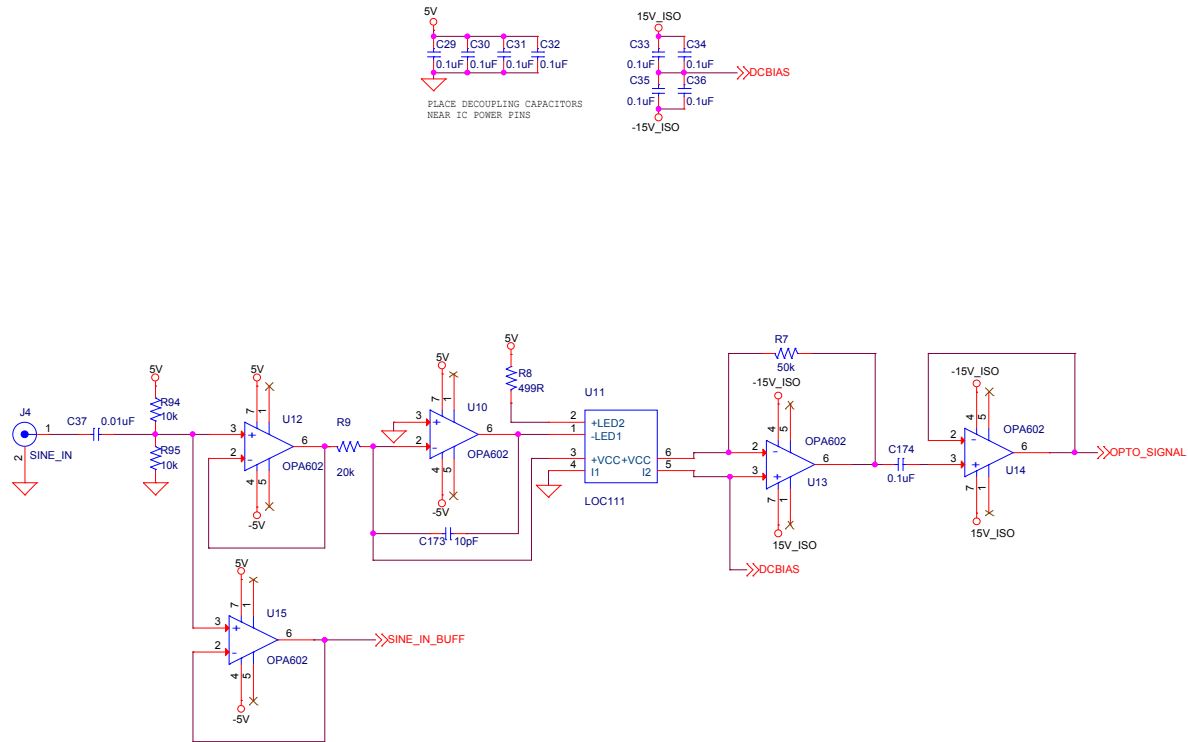 5V
15V_ISO
C29 C30 C31 C32
0.1uF 0.1uF 0.1uF 0.1uF
C33 C34
0.1uF 0.1uF
DCBIAS
C35 C36
0.1uF 0.1uF
-15V_ISO
PLACE DECOUPLING CAPACITORS
NEAR IC POWER PINS
J4
1
2
SINE_IN
C37 0.01uF
5V
R94
10k
R95
10k
5V
7 1
U12
3
+
2
-
6
OPA602
4 5
-5V
R9
20k
5V
7 1
U10
3
+
2
-
6
OPA602
4 5
-5V
C173 10pF
5V
R8
499R
U11
2 +LED2
1 -LED1
3 +VCC +VCC 6
4 I1 I2 5
LOC111
R7
50k
-15V_ISO
4 5
OPA602
2
-
3
+
6
U13
7 1
15V_ISO
DCBIAS
C174
0.1uF
-15V_ISO
4 5
OPA602
2
-
3
+
6
U14
7 1
15V_ISO
OPTO_SIGNAL
5V
7 1
U15
3
+
2
-
6
OPA602
4 5
-5V
SINE_IN_BUFF